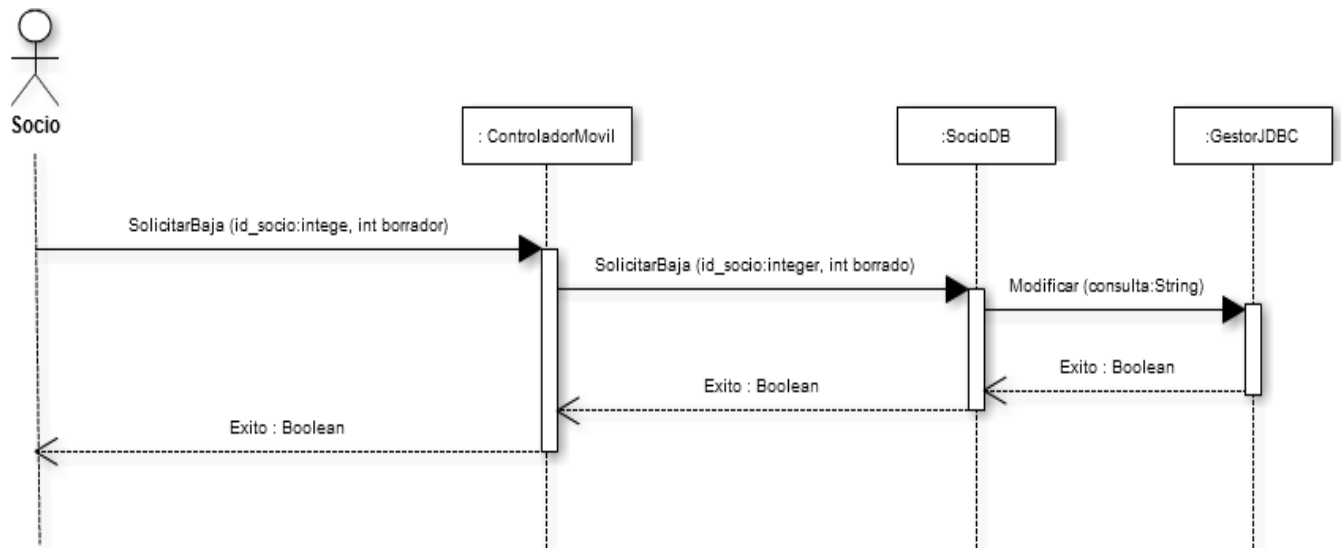 Socio
: ControladorMovil
:SocioDB
:GestorJDBC
SolicitarBaja (id_socio:intege, int borrador)
SolicitarBaja (id_socio:integer, int borrado)
Modificar (consulta:String)
Exito : Boolean
Exito : Boolean
Exito : Boolean